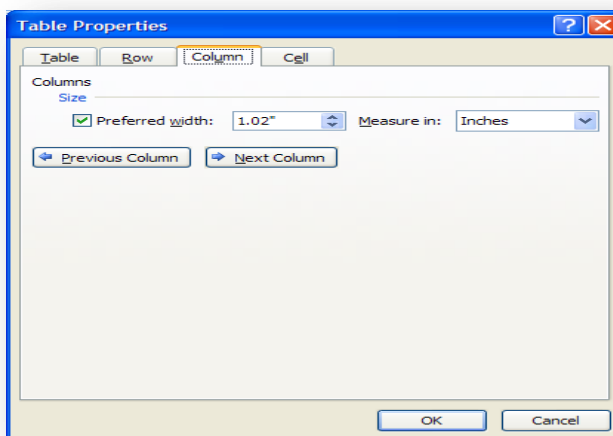 Table Properties
Table Row Column Cell
Columns
Size
Preferred width: 1.02" Measure in: Inches
Previous Column Next Column
OK Cancel